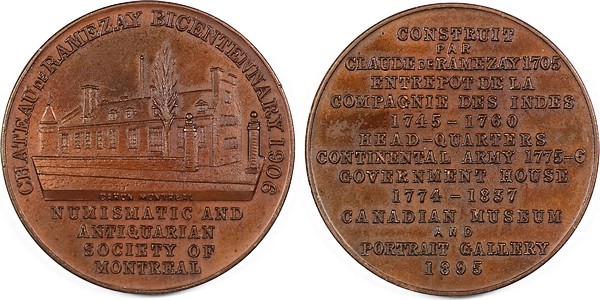 CHATEAU DE RAMEZAY BICENTENNARY 1906
CARON MONTREAL
NUMISMATIC AND
ANTIQUARIAN
SOCIETY OF
MONTREAL
CONSTRUIT
PAR
CLAUDE DE RAMEZAY 1705
ENTREPOT DE LA
COMPAGNIE DES INDES
1745-1760
HEAD-QUARTERS
CONTINENTAL ARMY 1775-6
GOVERNMENT HOUSE
1774-1837
CANADIAN MUSEUM
AND
PORTRAIT GALLERY
1895